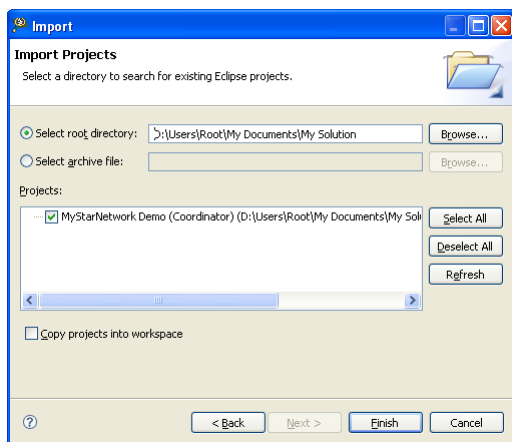 Import
Import Projects
Select a directory to search for existing Eclipse projects.
Select root directory:
:\Users\Root\My Documents\My Solution
Browse...
Select archive file:
Browse...
Projects:
MyStarNetwork Demo (Coordinator) (D:\Users\Root\My Documents\My Sol
Select All
Deselect All
Refresh
Copy projects into workspace
?
< Back
Next >
Finish
Cancel